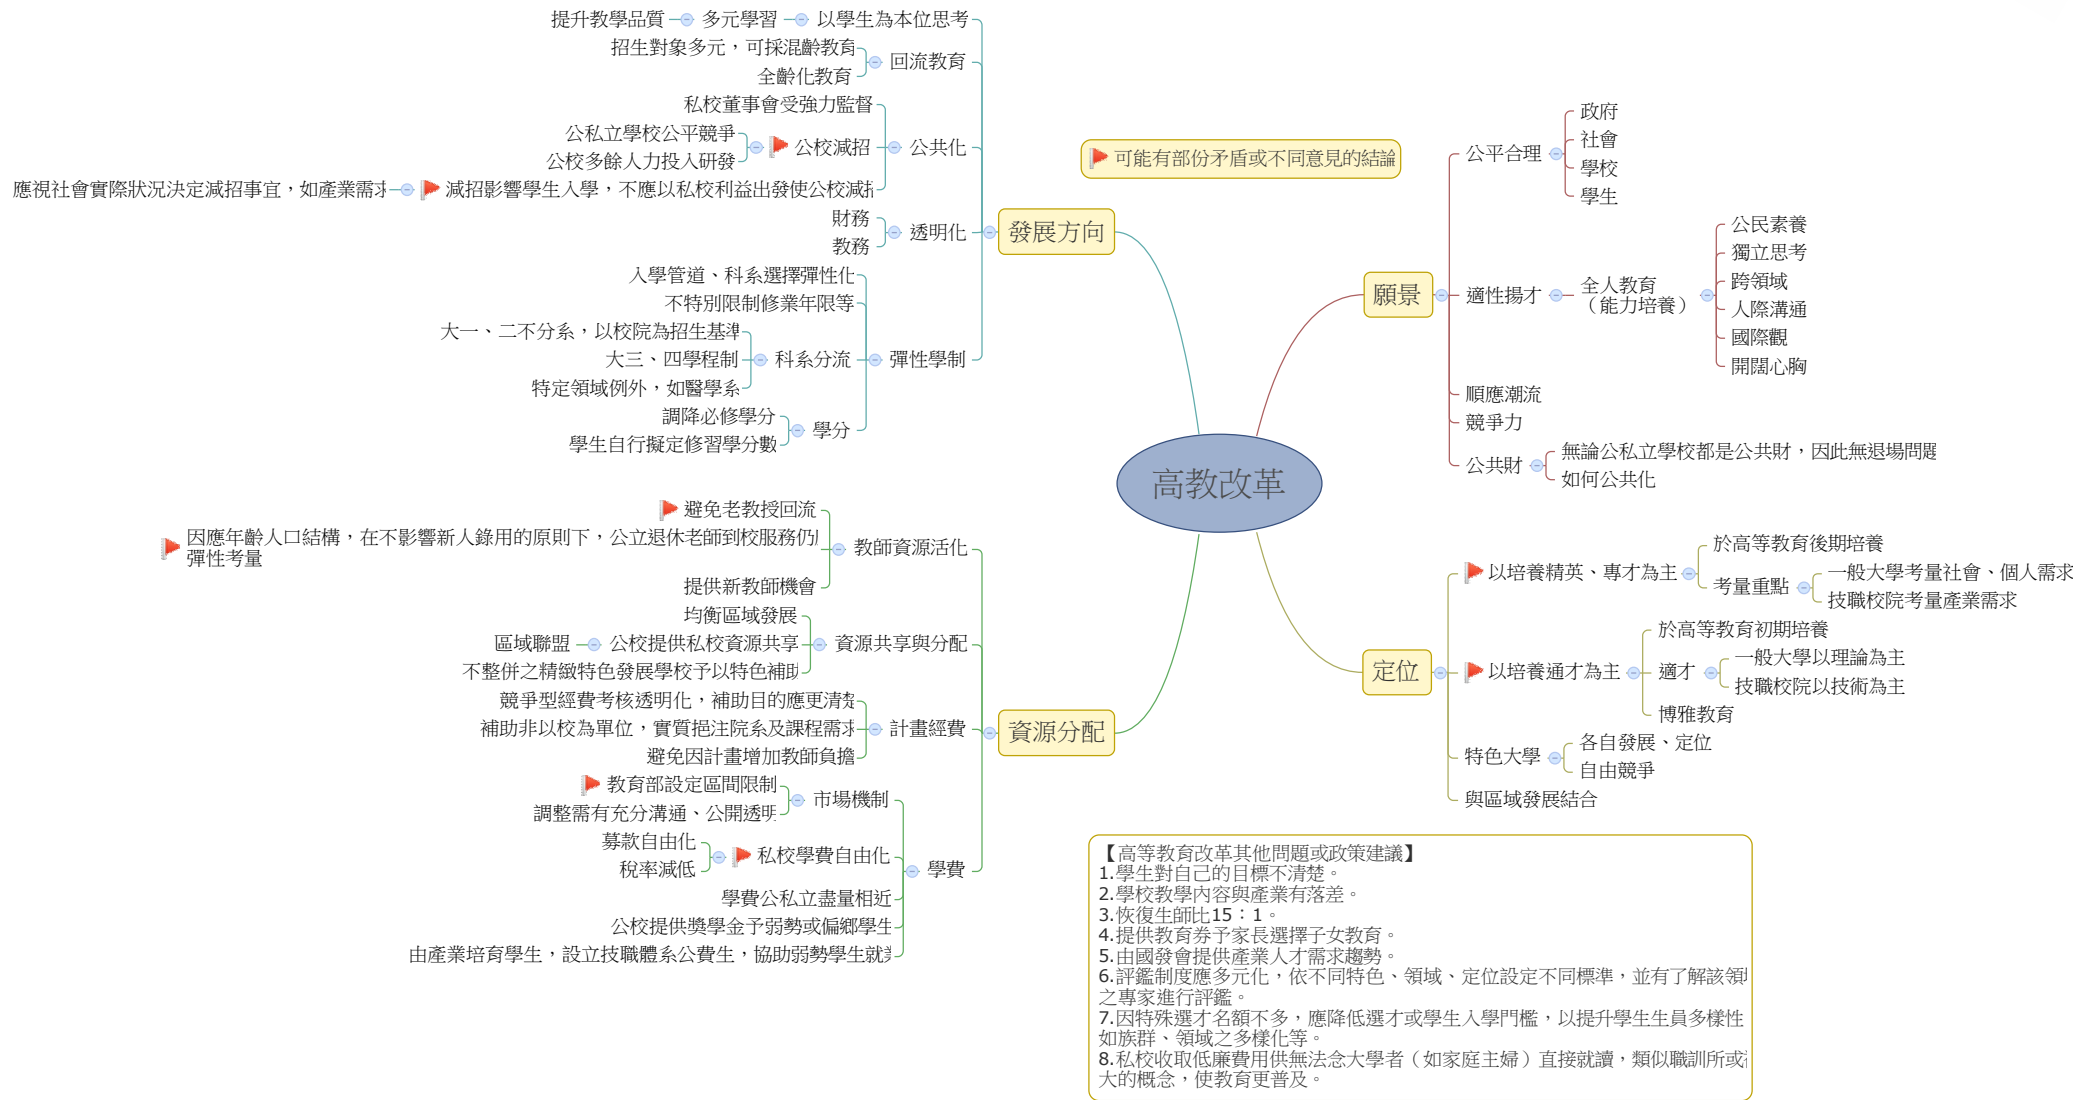 高教改革
可能有部份矛盾或不同意見的結論
願景
公平合理
政府
社會
學校
學生
適性揚才
全人教育
（能力培養）
公民素養
獨立思考
跨領域
人際溝通
國際觀
開闊心胸
順應潮流
競爭力
公共財
無論公私立學校都是公共財，因此無退場問題
如何公共化
定位
以培養精英、專才為主
於高等教育後期培養
考量重點
一般大學考量社會、個人需求
技職校院考量產業需求
以培養通才為主
於高等教育初期培養
適才
一般大學以理論為主
技職校院以技術為主
博雅教育
特色大學
各自發展、定位
自由競爭
與區域發展結合
發展方向
以學生為本位思考
多元學習
提升教學品質
回流教育
招生對象多元，可採混齡教育
全齡化教育
公共化
私校董事會受強力監督
公校減招
公私立學校公平競爭
公校多餘人力投入研發
減招影響學生入學，不應以私校利益出發使公校減招
應視社會實際狀況決定減招事宜，如產業需求
透明化
財務
教務
彈性學制
入學管道、科系選擇彈性化
不特別限制修業年限等
科系分流
大一、二不分系，以校院為招生基準
大三、四學程制
特定領域例外，如醫學系
學分
調降必修學分
學生自行擬定修習學分數
資源分配
教師資源活化
避免老教授回流
因應年齡人口結構，在不影響新人錄用的原則下，公立退休老師到校服務仍
彈性考量
提供新教師機會
資源共享與分配
均衡區域發展
公校提供私校資源共享
區域聯盟
不整併之精緻特色發展學校予以特色補助
計畫經費
競爭型經費考核透明化，補助目的應更清楚
補助非以校為單位，實質挹注院系及課程需求
避免因計畫增加教師負擔
學費
市場機制
教育部設定區間限制
調整需有充分溝通、公開透明
私校學費自由化
募款自由化
稅率減低
學費公私立盡量相近
公校提供獎學金予弱勢或偏鄉學生
由產業培育學生，設立技職體系公費生，協助弱勢學生就業
【高等教育改革其他問題或政策建議】
1.學生對自己的目標不清楚。
2.學校教學內容與產業有落差。
3.恢復生師比15：1。
4.提供教育券予家長選擇子女教育。
5.由國發會提供產業人才需求趨勢。
6.評鑑制度應多元化，依不同特色、領域、定位設定不同標準，並有了解該領域
之專家進行評鑑。
7.因特殊選才名額不多，應降低選才或學生入學門檻，以提升學生生員多樣性
如族群、領域之多樣化等。
8.私校收取低廉費用供無法念大學者（如家庭主婦）直接就讀，類似職訓所或
大的概念，使教育更普及。